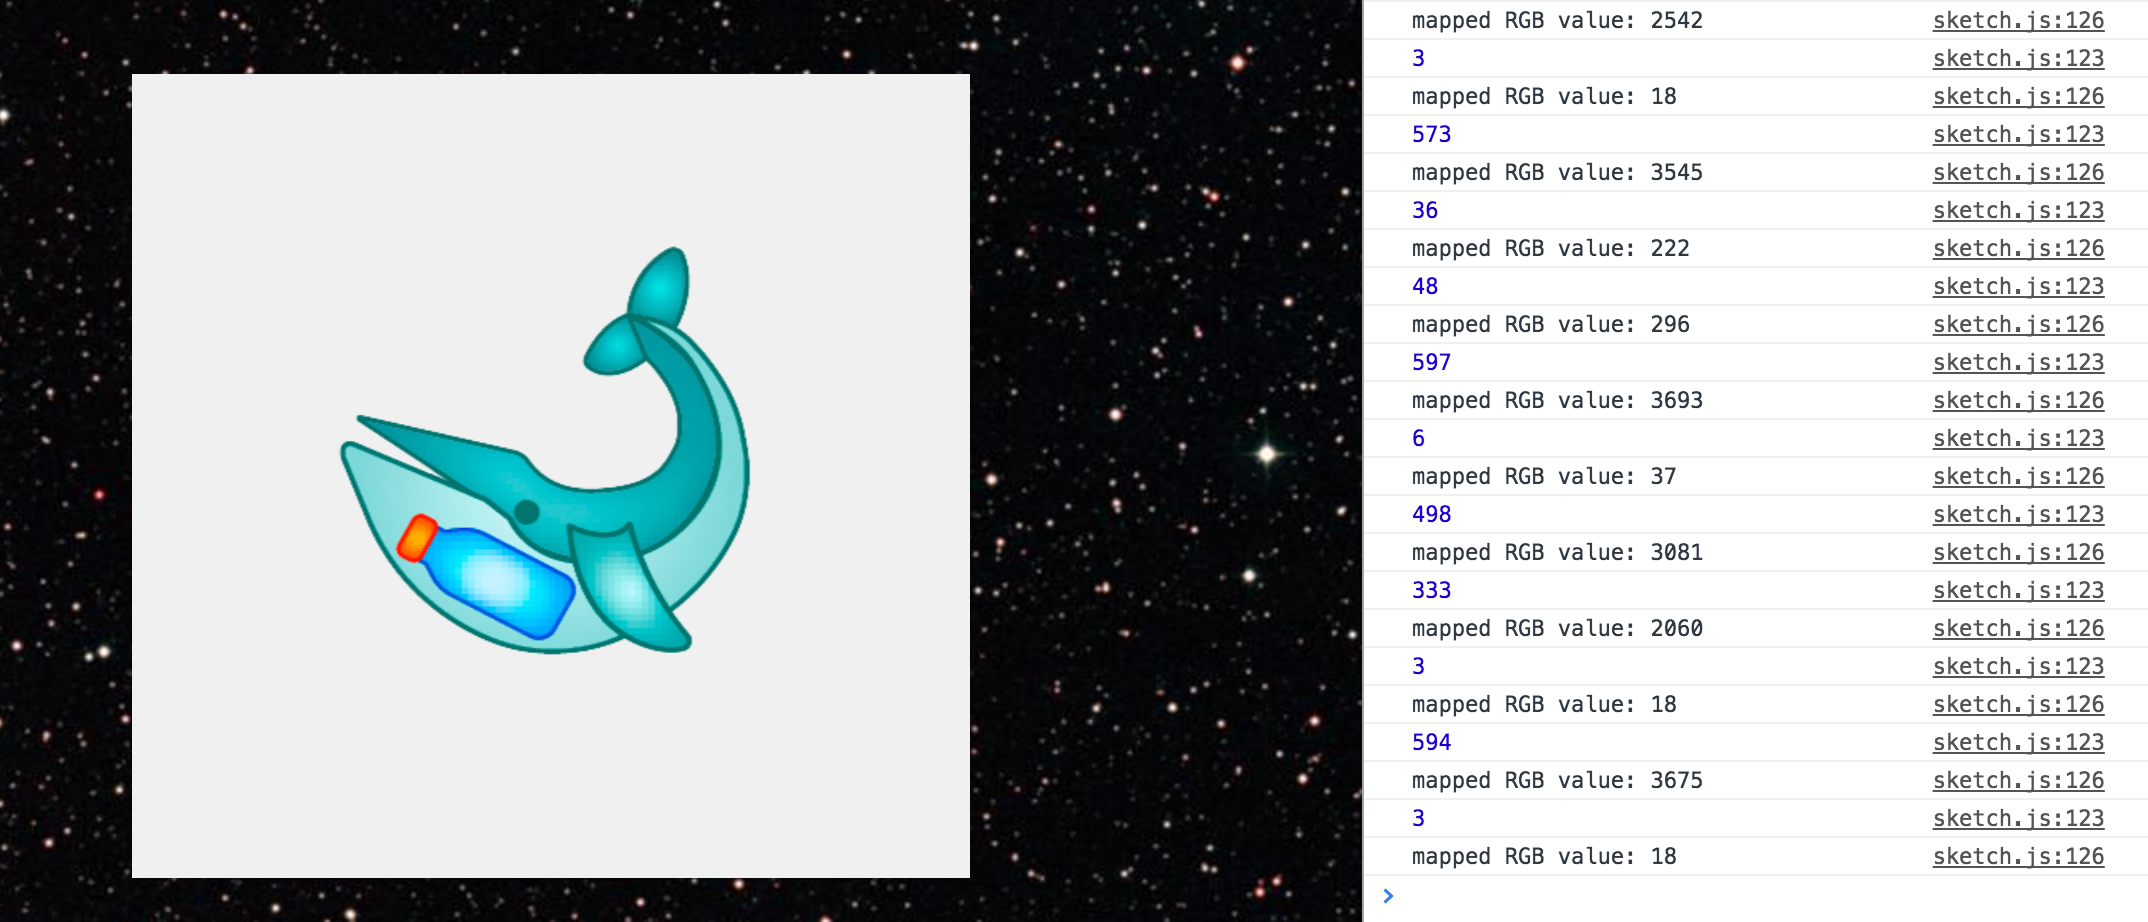 mapped RGB value: 2542 sketch.js:126
3 sketch.js:123
mapped RGB value: 18 sketch.js:126
573 sketch.js:123
mapped RGB value: 3545 sketch.js:126
36 sketch.js:123
mapped RGB value: 222 sketch.js:126
48 sketch.js:123
mapped RGB value: 296 sketch.js:126
597 sketch.js:123
mapped RGB value: 3693 sketch.js:126
6 sketch.js:123
mapped RGB value: 37 sketch.js:126
498 sketch.js:123
mapped RGB value: 3081 sketch.js:126
333 sketch.js:123
mapped RGB value: 2060 sketch.js:126
3 sketch.js:123
mapped RGB value: 18 sketch.js:126
594 sketch.js:123
mapped RGB value: 3675 sketch.js:126
3 sketch.js:123
mapped RGB value: 18 sketch.js:126